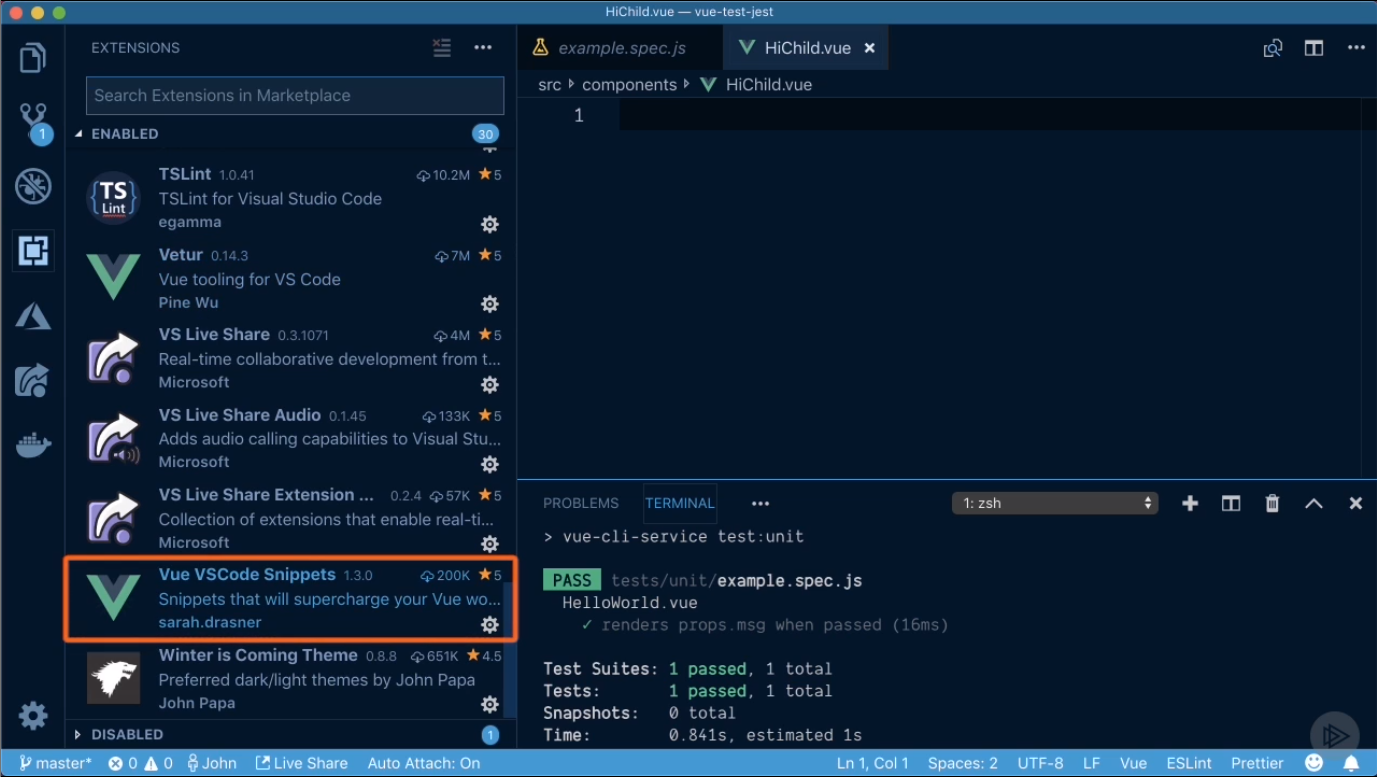 HiChild.vue — vue-test-jest
EXTENSIONS
Search Extensions in Marketplace
ENABLED 30
TSLint 1.0.41 10.2M 5
TSLint for Visual Studio Code
egamma
TS
Lint
Vetur 0.14.3 7M 5
Vue tooling for VS Code
Pine Wu
VS Live Share 0.3.1071 4M 5
Real-time collaborative development from t...
Microsoft
VS Live Share Audio 0.1.45 133K 5
Adds audio calling capabilities to Visual Stu...
Microsoft
VS Live Share Extension ... 0.2.4 57K 5
Collection of extensions that enable real-ti...
Microsoft
Vue VSCode Snippets 1.3.0 200K 5
Snippets that will supercharge your Vue wo...
sarah.drasner
Winter is Coming Theme 0.8.8 651K 4.5
Preferred dark/light themes by John Papa
John Papa
DISABLED 1
1
example.spec.js HiChild.vue ×
src components HiChild.vue
1
PROBLEMS TERMINAL ... 1: zsh
> vue-cli-service test:unit
PASS tests/unit/example.spec.js
HelloWorld.vue
✓ renders props.msg when passed (16ms)
Test Suites: 1 passed, 1 total
Tests: 1 passed, 1 total
Snapshots: 0 total
Time: 0.841s, estimated 1s
master* 0 0 John Live Share Auto Attach: On Ln 1, Col 1 Spaces: 2 UTF-8 LF Vue ESLint Prettier